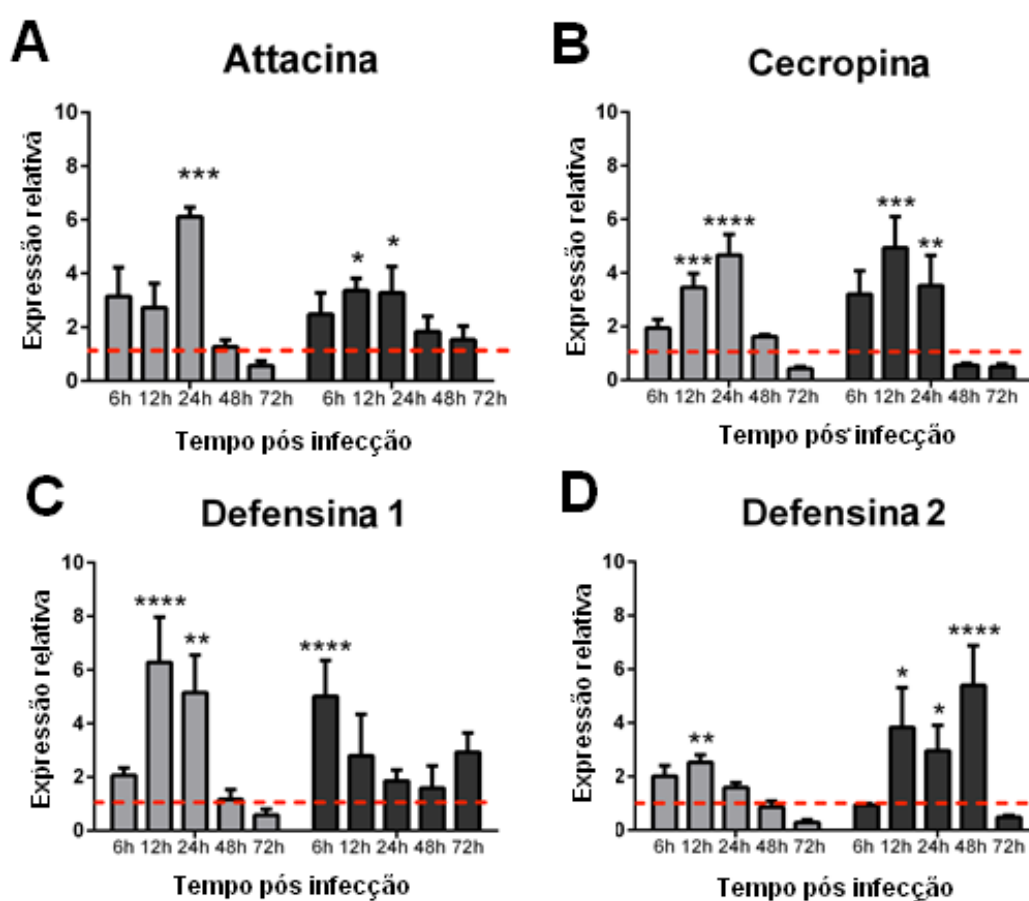 A
Attacina
Expressão relativa
10
8
6
4
2
0
***
*
*
6h 12h 24h 48h 72h
6h 12h 24h 48h 72h
Tempo pós infecção
B
Cecropina
Expressão relativa
10
8
6
4
2
0
***
****
***
**
6h 12h 24h 48h 72h
6h 12h 24h 48h 72h
Tempo pós infecção
C
Defensina 1
Expressão relativa
10
8
6
4
2
0
****
**
****
6h 12h 24h 48h 72h
6h 12h 24h 48h 72h
Tempo pós infecção
D
Defensina 2
Expressão relativa
10
8
6
4
2
0
**
*
*
****
6h 12h 24h 48h 72h
6h 12h 24h 48h 72h
Tempo pós infecção